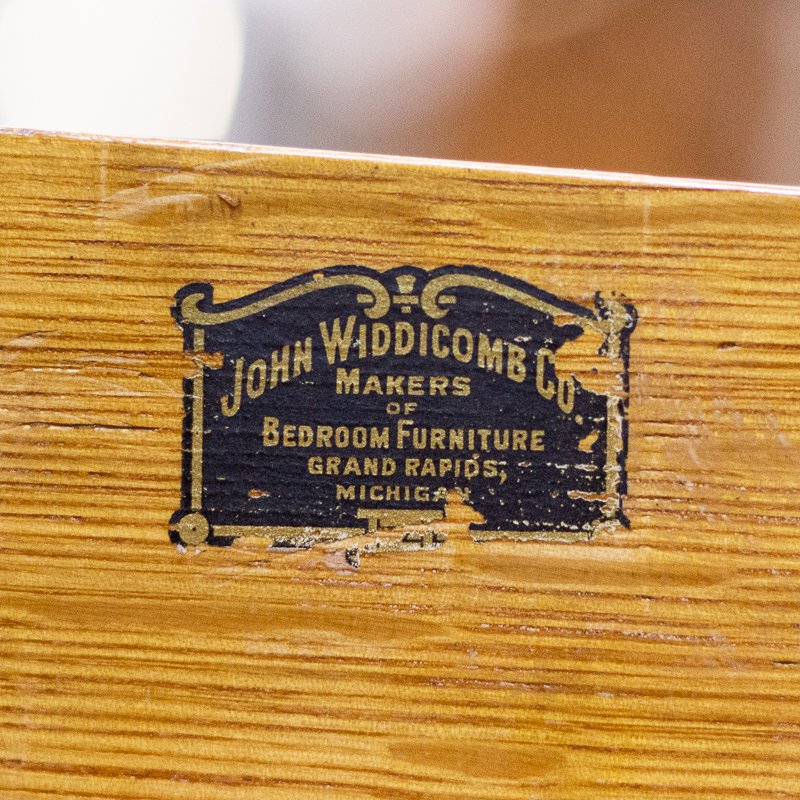 JOHN WIDDICOMB CO.
MAKERS
OF
BEDROOM FURNITURE
GRAND RAPIDS,
MICHIGAN